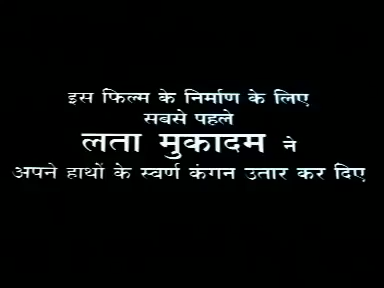 इस फिल्म के निर्माण के लिए
सबसे पहले
लता मुकादम ने
अपने हाथों के स्वर्ण कंगन उतार कर दिए